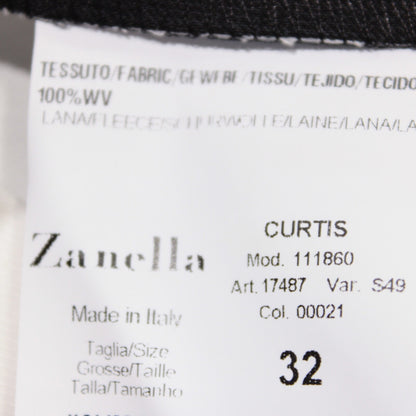 TESSUTO/FABRIC/GEWEBE/TISSU/TEJIDO/TECIDO
100%WV
LANA/FLEECE/SCHURWOLLE/LAINE/LANA/LA
Zanella
CURTIS
Mod. 111860
Art. 17487 Var. S49
Col. 00021
Made in Italy
Taglia/Size
Grosse/Taille
Talla/Tamanho
32